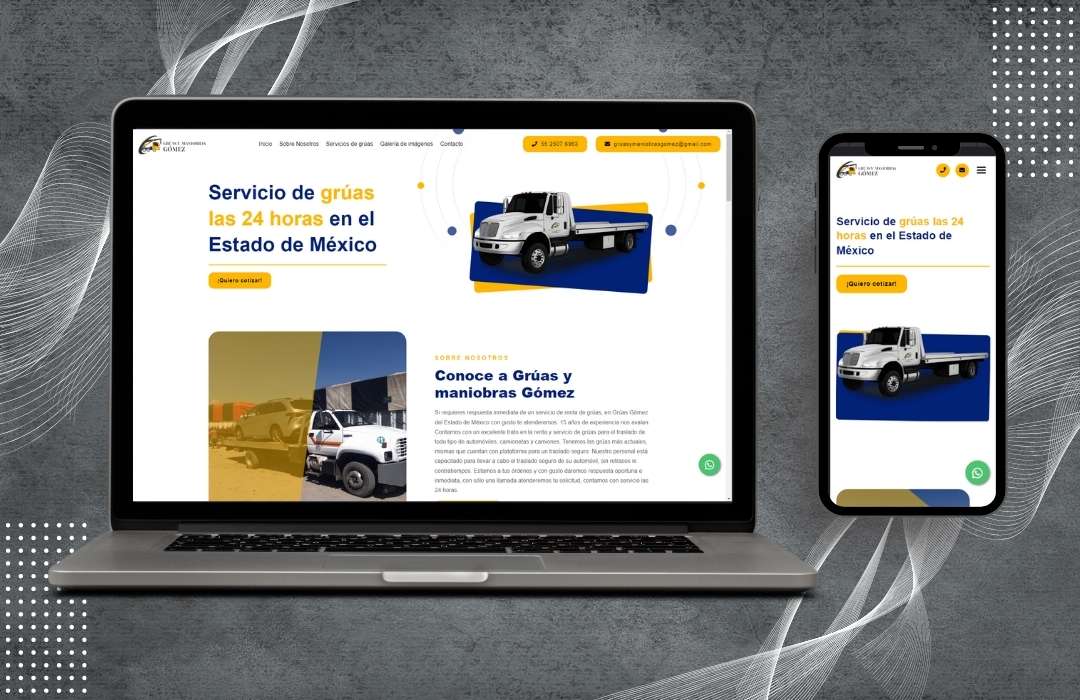 GRÚAS Y MANIOBRAS
GÓMEZ
Inicio Sobre Nosotros Servicios de grúas Galería de imágenes Contacto
gruasymaniobrasgomez@gmail.com
Servicio de grúas
las 24 horas en el
Estado de México
¡Quiero cotizar!
SOBRE NOSOTROS
Conoce a Grúas y
maniobras Gómez
Si requieres respuesta inmediata de un servicio de renta de grúas, en Grúas Gómez
del Estado de México con gusto te atenderemos. 15 años de experiencia nos avalan.
Contamos con un excelente trato en la renta y servicio de grúas para el traslado de
todo tipo de automóviles, camionetas y camiones. Tenemos las grúas más actuales,
mismas que cuentan con plataforma para un traslado seguro. Nuestro personal está
capacitado para llevar a cabo el traslado seguro de su automóvil, sin retrasos ni
contratiempos. Estamos a tus órdenes y con gusto daremos respuesta oportuna e
inmediata, con sólo una llamada atenderemos tu solicitud, contamos con servicio las
24 horas.
GRÚAS Y MANIOBRAS
GÓMEZ
Servicio de grúas las 24
horas en el Estado de
México
¡Quiero cotizar!